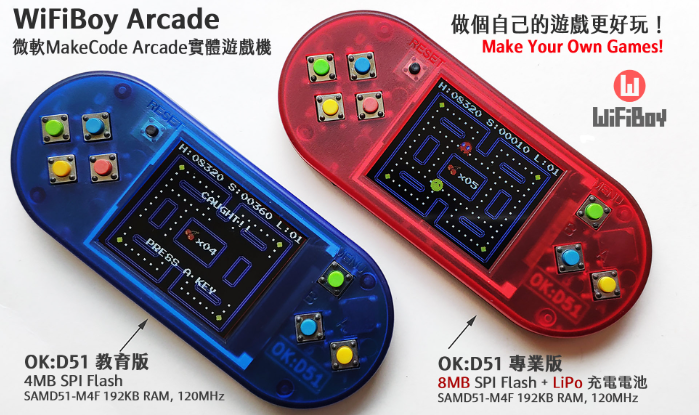 WiFiBoy Arcade
微軟MakeCode Arcade實體遊戲機
做個自己的遊戲更好玩！
Make Your Own Games!
WiFiBoy
RESET
H:08320 S:00360 L:01
CAUGHT!!
x04
PRESS A KEY
MENU
B
A
OK:D51
RESET
H:08320 S:00010 L:01
x05
MENU
B
A
OK:D51
OK:D51 教育版
4MB SPI Flash
SAMD51-M4F 192KB RAM, 120MHz
OK:D51 專業版
8MB SPI Flash + LiPo 充電電池
SAMD51-M4F 192KB RAM, 120MHz